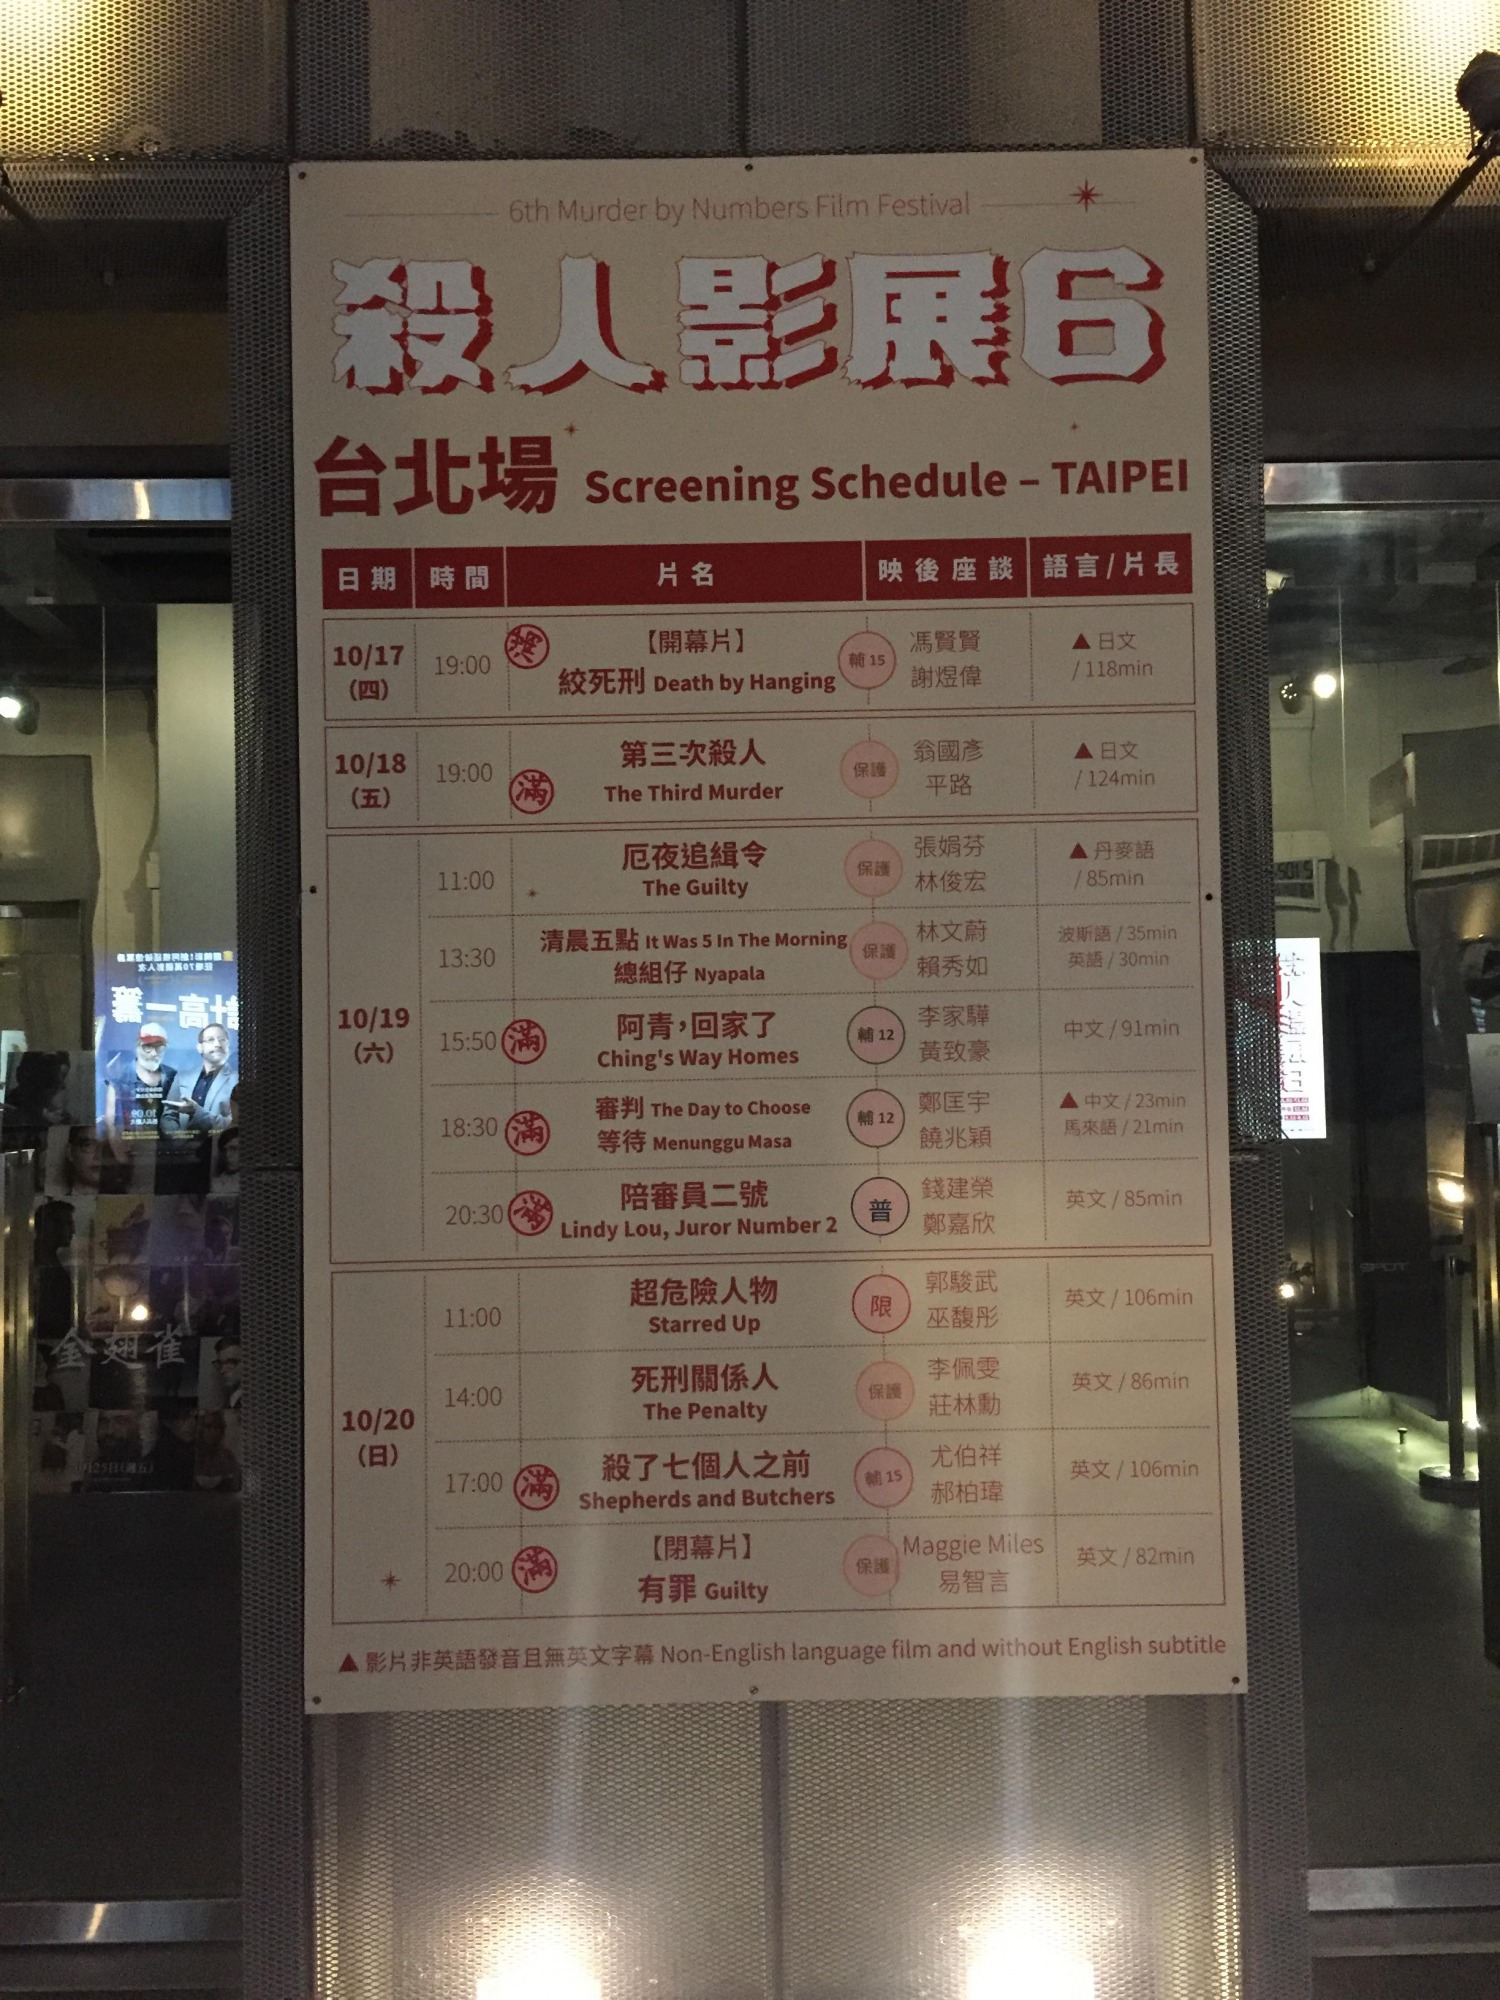 6th Murder by Numbers Film Festival
殺人影展6
台北場 Screening Schedule – TAIPEI
日期 時間 片名 映後座談 語言/片長
10/17 (四) 19:00 滿 【開幕片】 絞死刑 Death by Hanging 輔15 馮賢賢 謝煜偉 ▲日文 / 118min
10/18 (五) 19:00 滿 第三次殺人 The Third Murder 保護 翁國彥 平路 ▲日文 / 124min
10/19 (六)
11:00 厄夜追緝令 The Guilty 保護 張娟芬 林俊宏 ▲丹麥語 / 85min
13:30 清晨五點 It Was 5 In The Morning 總組仔 Nyapala 保護 林文蔚 賴秀如 波斯語 / 35min 英語 / 30min
15:50 滿 阿青，回家了 Ching's Way Homes 輔12 李家驊 黃致豪 中文 / 91min
18:30 滿 審判 The Day to Choose 等待 Menunggu Masa 輔12 鄭匡宇 饒兆穎 ▲中文 / 23min 馬來語 / 21min
20:30 滿 陪審員二號 Lindy Lou, Juror Number 2 普 錢建榮 鄭嘉欣 英文 / 85min
10/20 (日)
11:00 超危險人物 Starred Up 限 郭駿武 巫馥彤 英文 / 106min
14:00 死刑關係人 The Penalty 保護 李佩雯 莊林勳 英文 / 86min
17:00 滿 殺了七個人之前 Shepherds and Butchers 輔15 尤伯祥 郝柏瑋 英文 / 106min
20:00 滿 【閉幕片】 有罪 Guilty 保護 Maggie Miles 易智言 英文 / 82min
▲影片非英語發音且無英文字幕 Non-English language film and without English subtitle
金翅雀